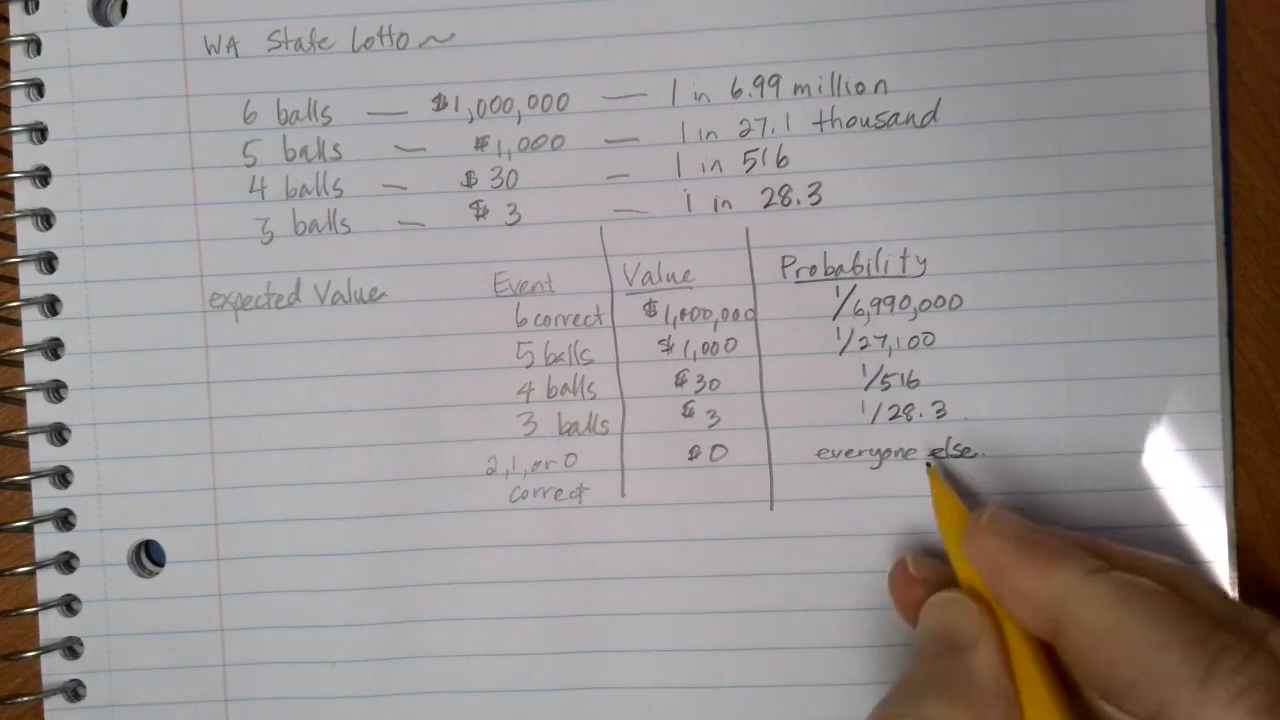 WA State Lotto ~
6 balls — $1,000,000 — 1 in 6.99 million
5 balls — $1,000 — 1 in 27.1 thousand
4 balls — $30 — 1 in 516
3 balls — $3 — 1 in 28.3
expected Value Event Value Probability
6 correct $1,000,000 1/6,990,000
5 balls $1,000 1/27,100
4 balls $30 1/516
3 balls $3 1/28.3
2, 1, or 0 $0 everyone else.
correct